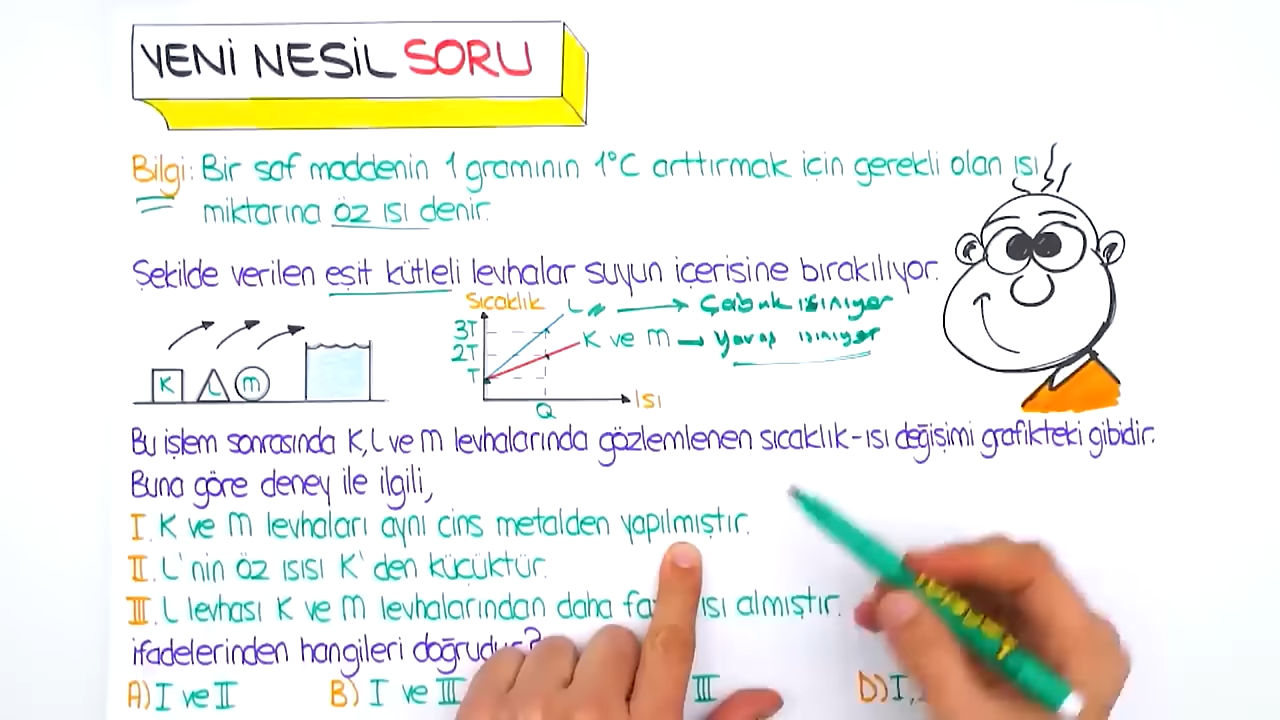 YENİ NESİL SORU
Bilgi: Bir saf maddenin 1 gramının 1°C arttırmak için gerekli olan ısı
miktarına öz ısı denir.
Şekilde verilen eşit kütleli levhalar suyun içerisine bırakılıyor.
Sıcaklık
L → Çabuk ısınıyor
3T
K ve M → Yavaş ısınıyor
2T
T
K L M
Isı
Q
Bu işlem sonrasında K, L ve M levhalarında gözlemlenen sıcaklık-ısı değişimi grafikteki gibidir.
Buna göre deney ile ilgili,
I. K ve M levhaları aynı cins metalden yapılmıştır.
II. L'nin öz ısısı K'den küçüktür.
III. L levhası K ve M levhalarından daha ısı almıştır.
ifadelerinden hangileri doğrudur?
A) I ve II B) I ve III III D) I,